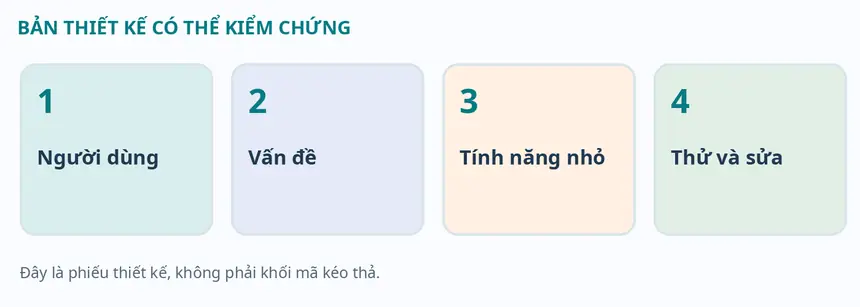 BẢN THIẾT KẾ CÓ THỂ KIỂM CHỨNG
1
Người dùng
2
Vấn đề
3
Tính năng nhỏ
4
Thử và sửa
Đây là phiếu thiết kế, không phải khối mã kéo thả.